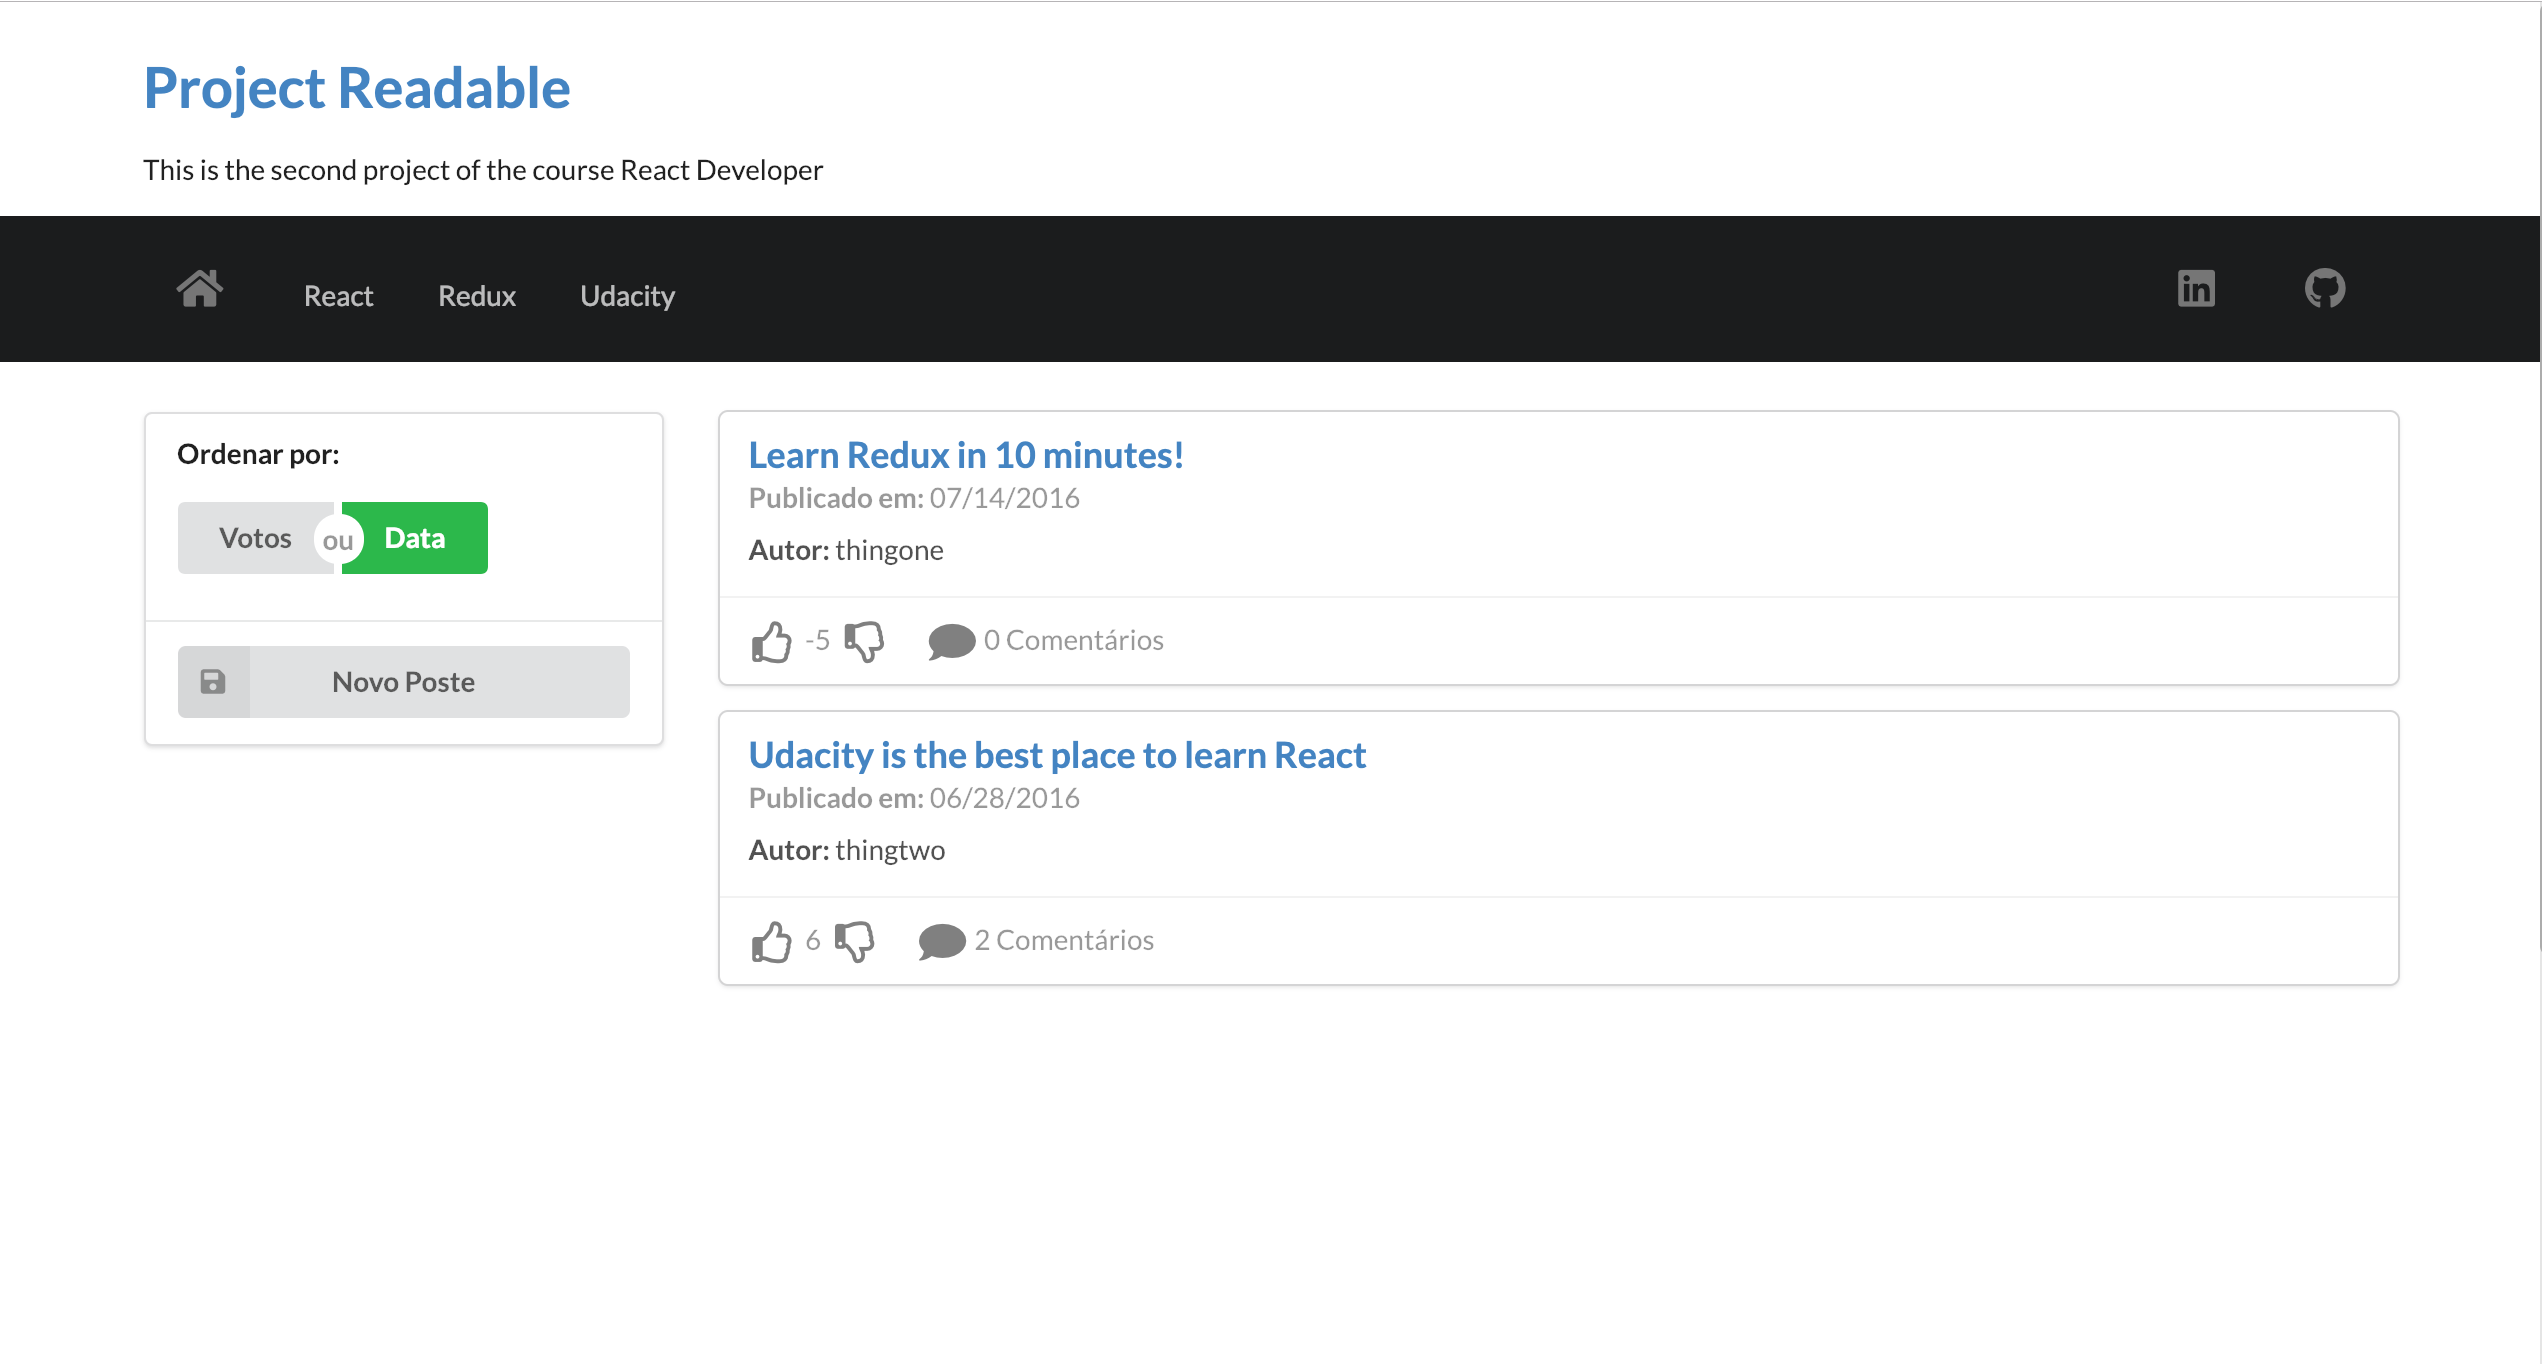 Project Readable
This is the second project of the course React Developer
React Redux Udacity
Ordenar por:
Votos ou Data
Novo Poste
Learn Redux in 10 minutes!
Publicado em: 07/14/2016
Autor: thingone
-5 0 Comentários
Udacity is the best place to learn React
Publicado em: 06/28/2016
Autor: thingtwo
6 2 Comentários